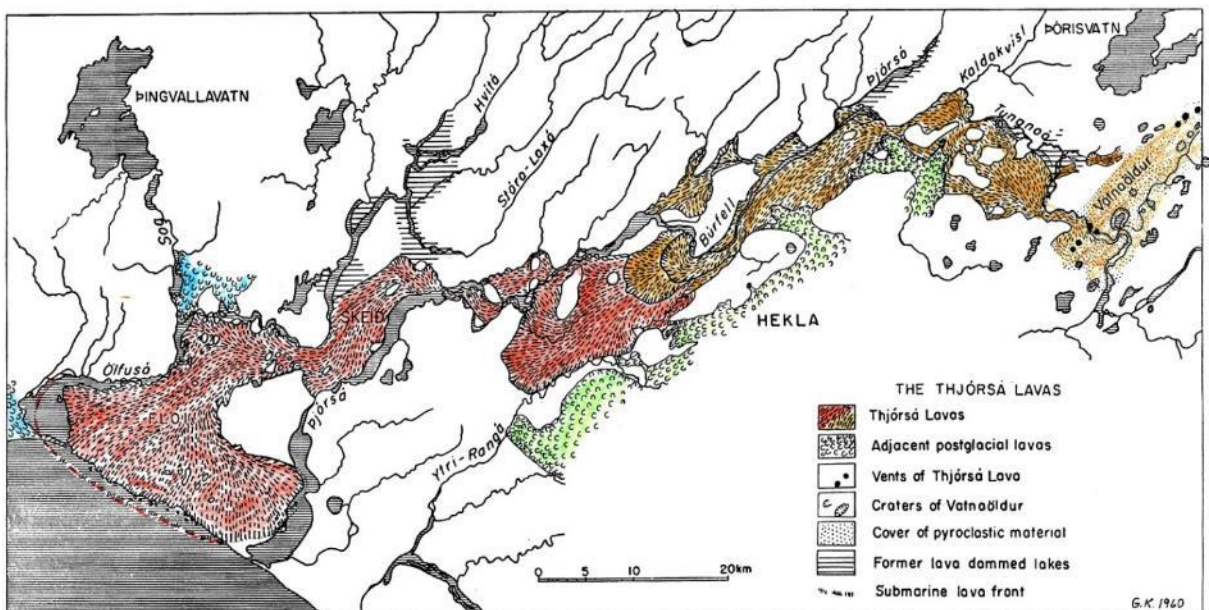 ÞINGVALLAVATN
Sog
Hvítá
Stóra-Laxá
Þjórsá
Kaldakvísl
ÞÓRISVATN
Tungnaá
Vatnaöldur
Búrfell
SKEIÐ
HEKLA
Ölfusá
Þjórsá
Ytri-Rangá
THE THJÓRSÁ LAVAS
Thjórsá Lavas
Adjacent postglacial lavas
Vents of Thjórsá Lava
Craters of Vatnaöldur
Cover of pyroclastic material
Former lava dammed lakes
Submarine lava front
0 5 10 20km
G.K. 1960